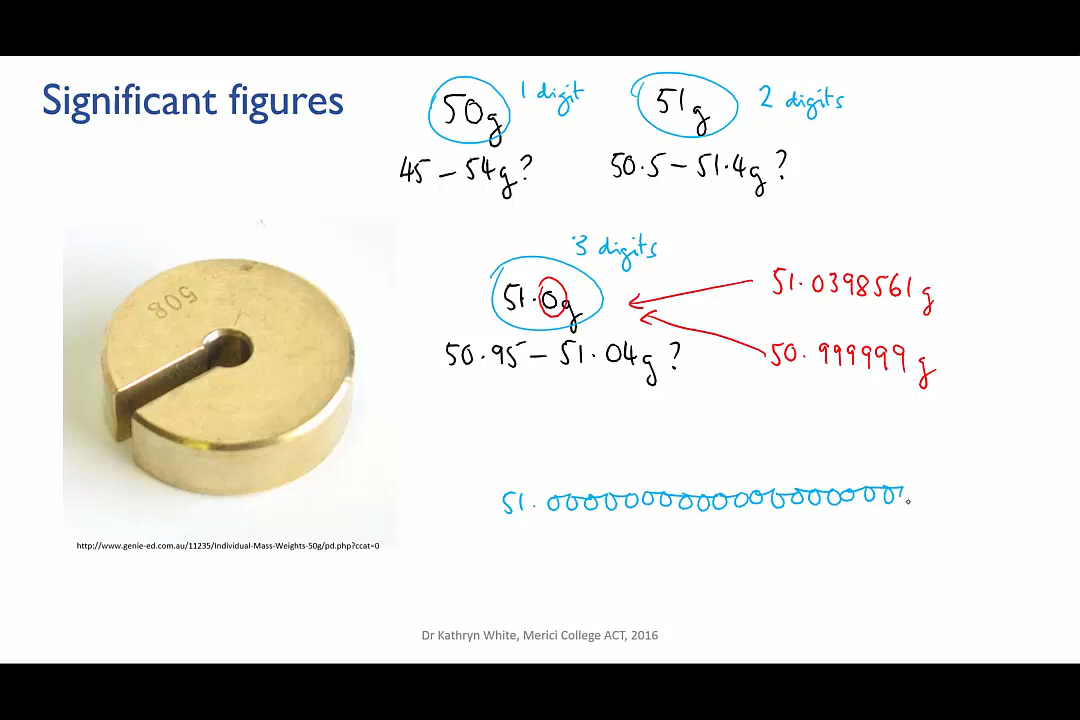 Significant figures
50g
1 digit
51g
2 digits
45 - 54g?
50.5 - 51.4g?
3 digits
51.0g
51.0398561g
50.95 - 51.04g?
50.999999g
50g
http://www.genie-ed.com.au/11235/Individual-Mass-Weights-50g/pd.php?ccat=0
Dr Kathryn White, Merici College ACT, 2016